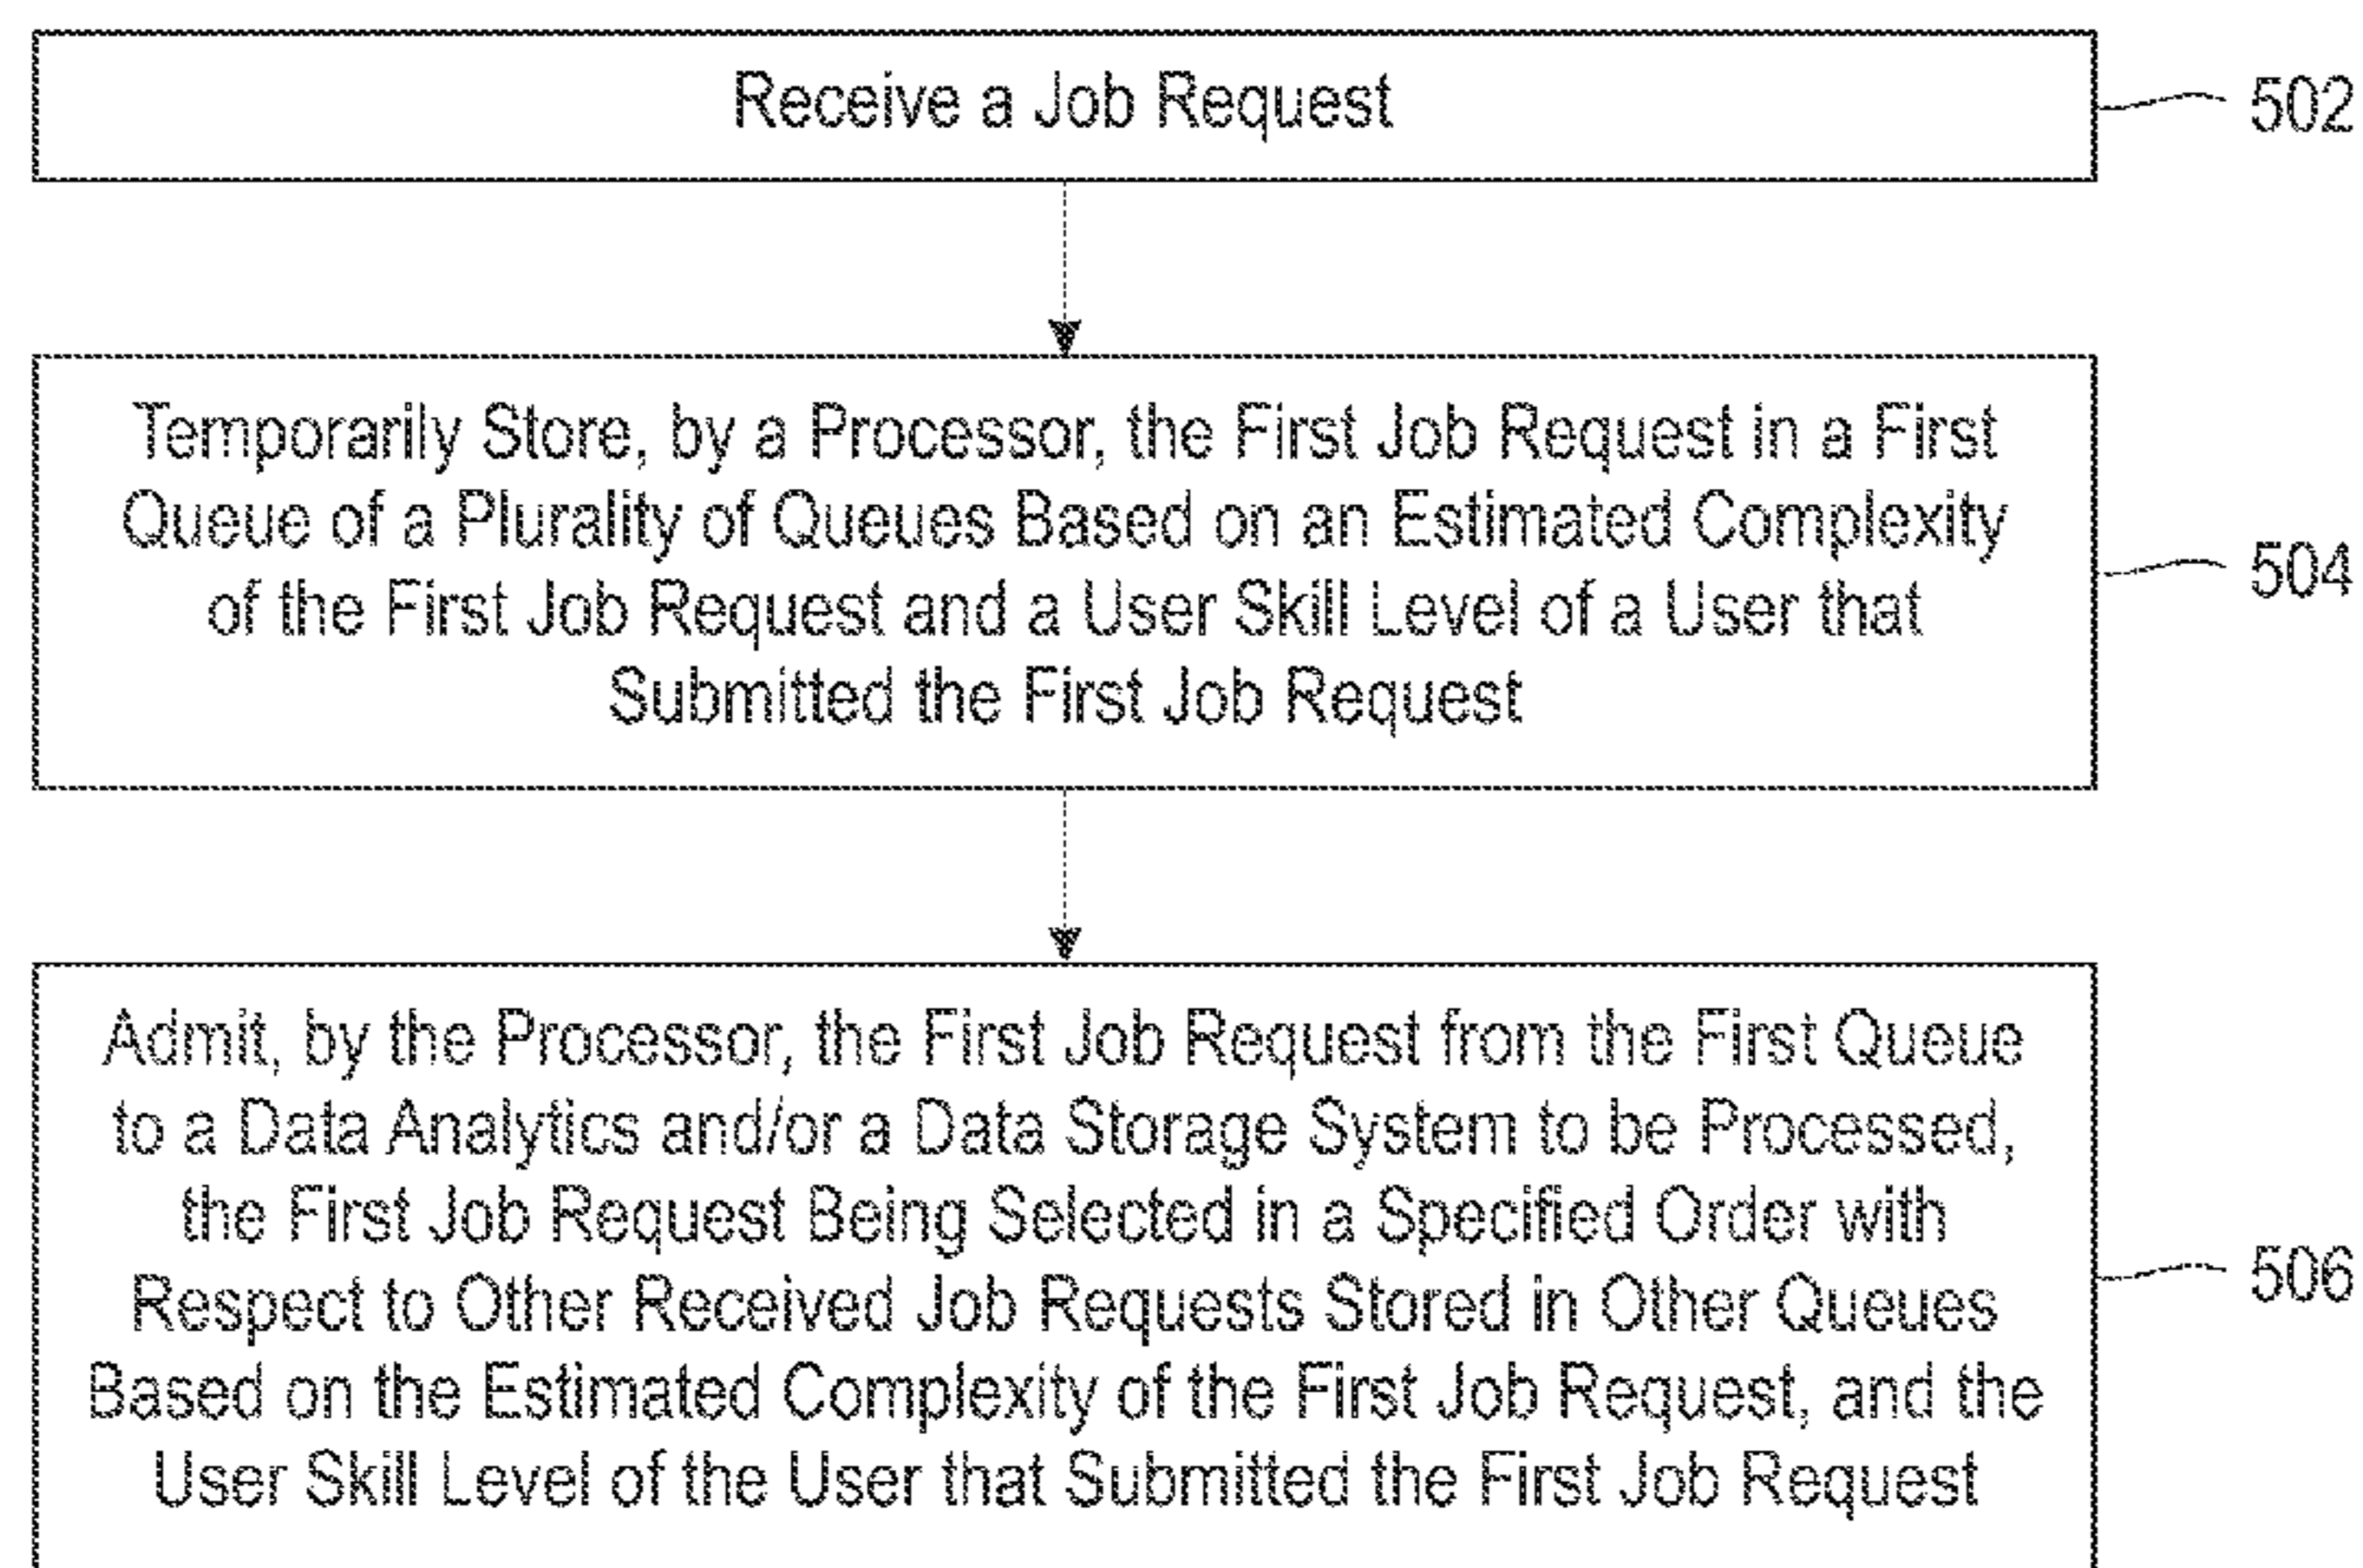 Receive a Job Request
502
Temporarily Store, by a Processor, the First Job Request in a First
Queue of a Plurality of Queues Based on an Estimated Complexity
of the First Job Request and a User Skill Level of a User that
Submitted the First Job Request
504
Admit, by the Processor, the First Job Request from the First Queue
to a Data Analytics and/or a Data Storage System to be Processed,
the First Job Request Being Selected in a Specified Order with
Respect to Other Received Job Requests Stored in Other Queues
Based on the Estimated Complexity of the First Job Request, and the
User Skill Level of the User that Submitted the First Job Request
506